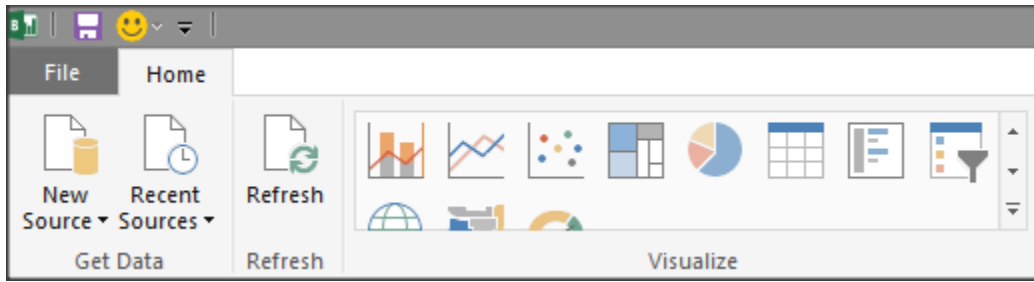 File
Home
New
Source
Recent
Sources
Refresh
Get Data
Refresh
Visualize